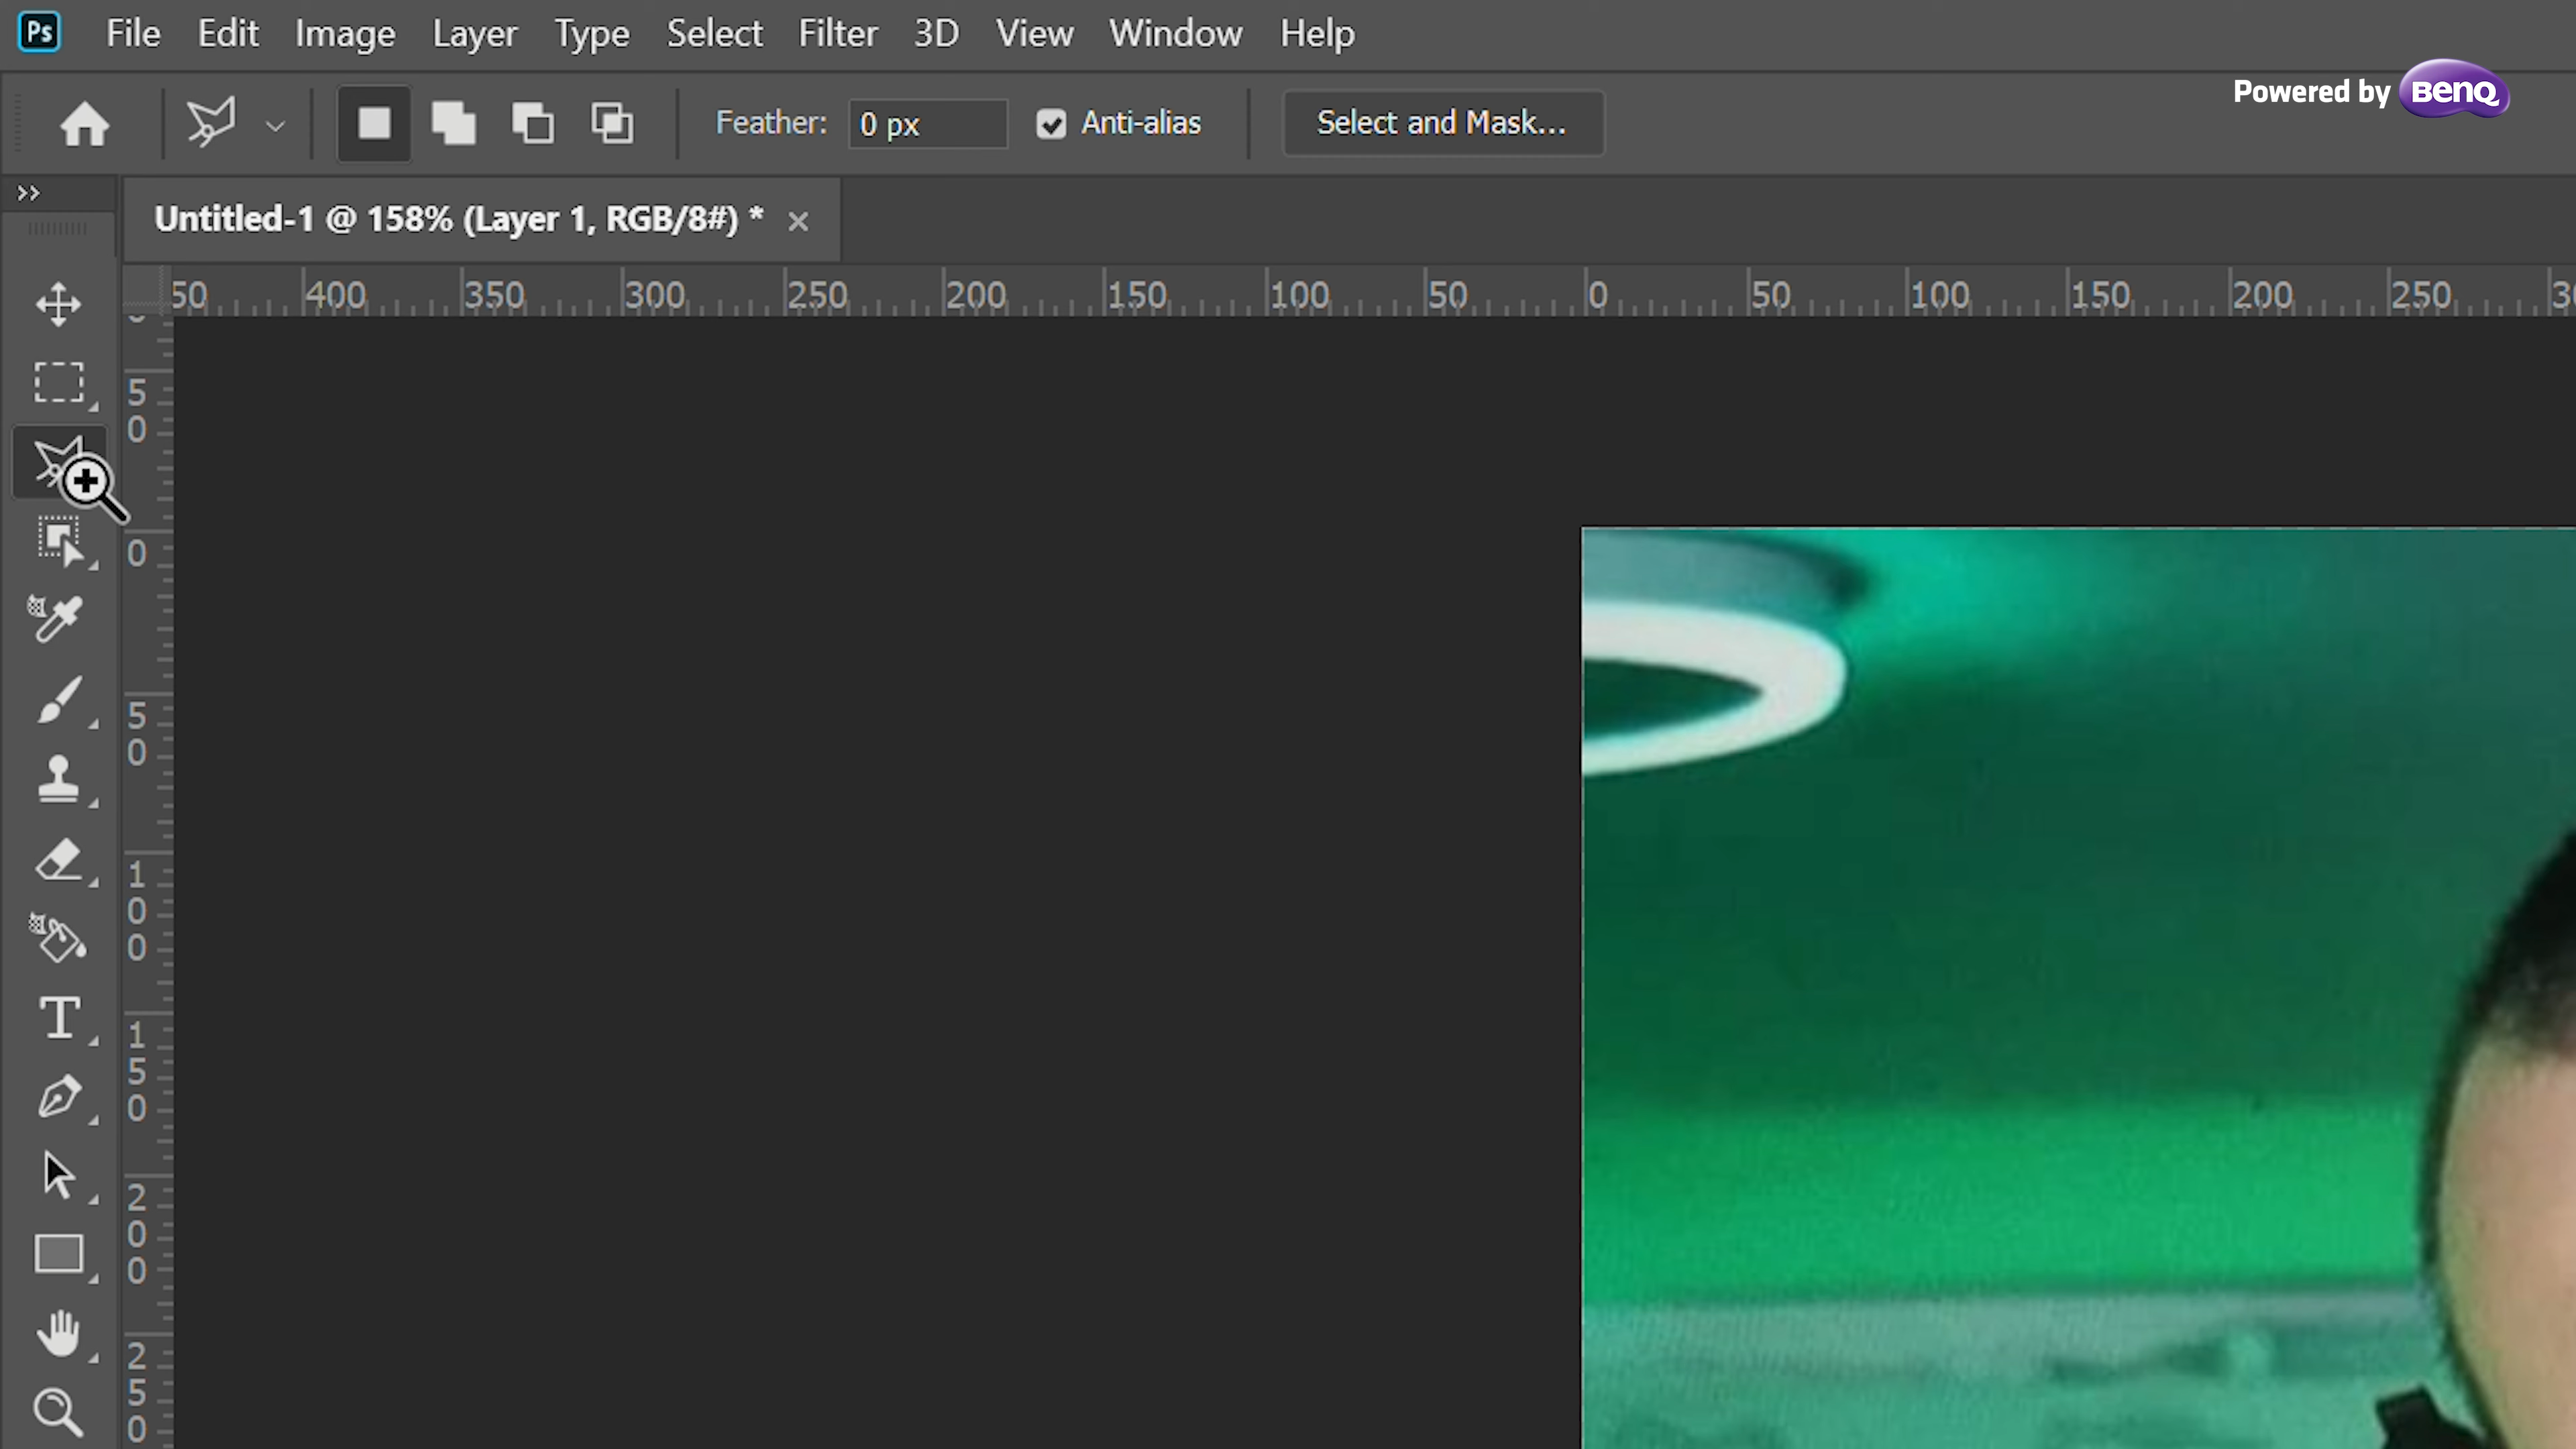 Ps File Edit Image Layer Type Select Filter 3D View Window Help
Powered by BenQ
Feather: 0 px Anti-alias Select and Mask...
Untitled-1 @ 158% (Layer 1, RGB/8#) * ×
50 400 350 300 250 200 150 100 50 0 50 100 150 200 250
50
0
50
100
150
200
250